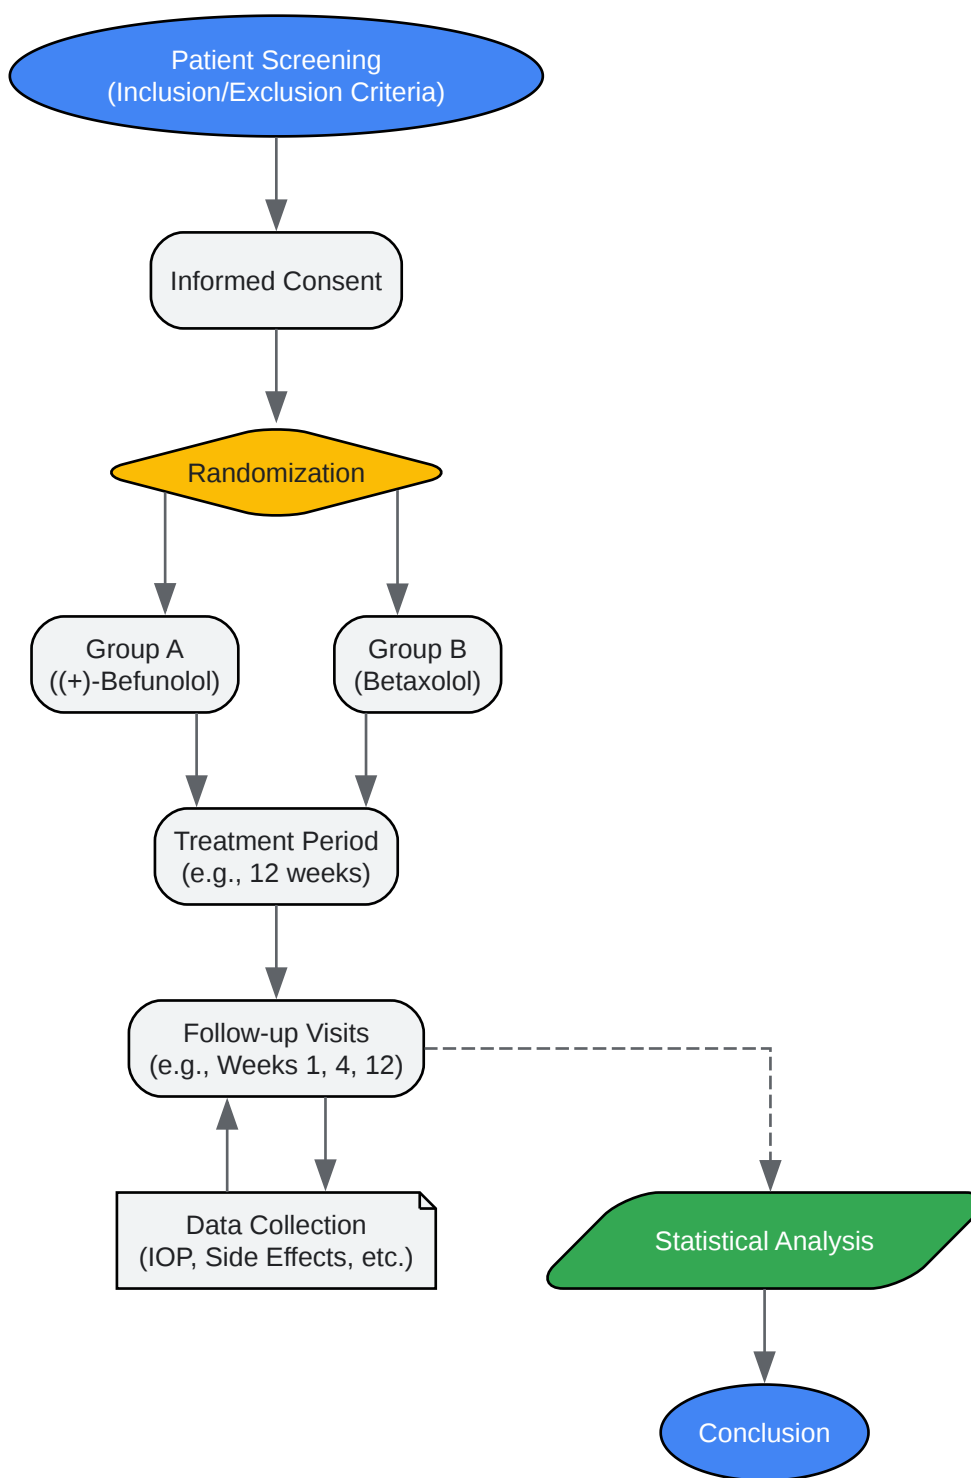 Patient Screening
(Inclusion/Exclusion Criteria)
Informed Consent
Randomization
Group A
((+)-Befunolol)
Group B
(Betaxolol)
Treatment Period
(e.g., 12 weeks)
Follow-up Visits
(e.g., Weeks 1, 4, 12)
Data Collection
(IOP, Side Effects, etc.)
Statistical Analysis
Conclusion